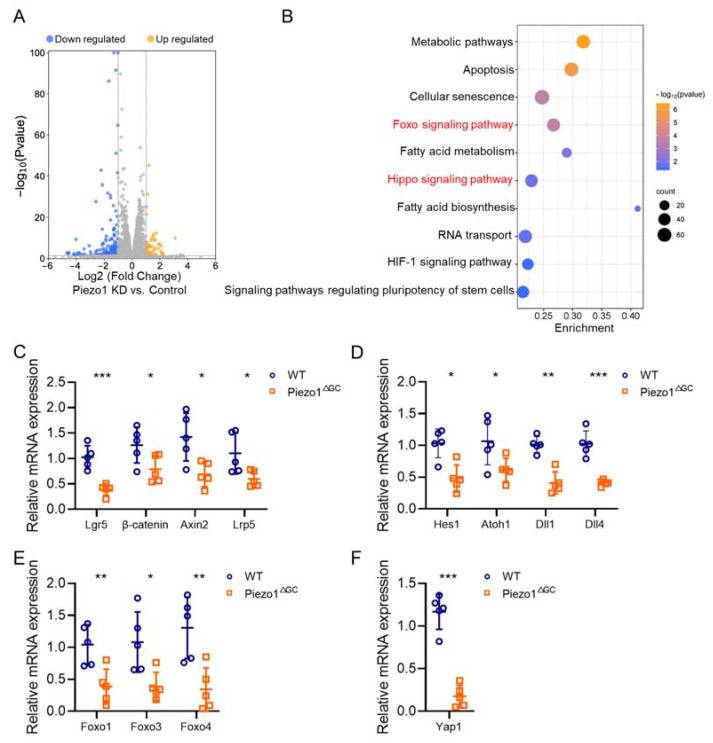 A
Down regulated
Up regulated
100
80
60
40
20
0
−log10(Pvalue)
−6 −4 −2 0 2 4 6
Log2 (Fold Change)
Piezo1 KD vs. Control
B
Metabolic pathways
Apoptosis
Cellular senescence
Foxo signaling pathway
Fatty acid metabolism
Hippo signaling pathway
Fatty acid biosynthesis
RNA transport
HIF-1 signaling pathway
Signaling pathways regulating pluripotency of stem cells
0.25 0.30 0.35 0.40
Enrichment
- log10(pvalue)
6
5
4
3
2
count
20
40
60
C
*** * * *
WT
Piezo1ΔGC
Relative mRNA expression
2.5
2.0
1.5
1.0
0.5
0.0
Lgr5 β-catenin Axin2 Lrp5
D
* * ** ***
WT
Piezo1ΔGC
Relative mRNA expression
2.0
1.5
1.0
0.5
0.0
Hes1 Atoh1 Dll1 Dll4
E
** * **
WT
Piezo1ΔGC
Relative mRNA expression
2.0
1.5
1.0
0.5
0.0
Foxo1 Foxo3 Foxo4
F
***
WT
Piezo1ΔGC
Relative mRNA expression
1.5
1.0
0.5
0.0
Yap1